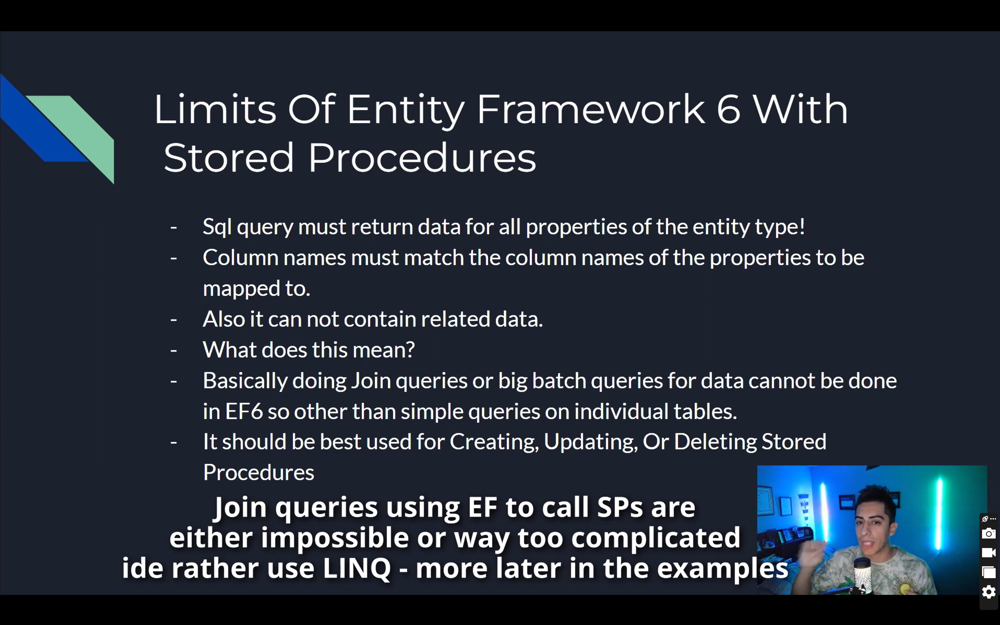 Limits Of Entity Framework 6 With
Stored Procedures
- Sql query must return data for all properties of the entity type!
- Column names must match the column names of the properties to be
mapped to.
- Also it can not contain related data.
- What does this mean?
- Basically doing Join queries or big batch queries for data cannot be done
in EF6 so other than simple queries on individual tables.
- It should be best used for Creating, Updating, Or Deleting Stored
Procedures
Join queries using EF to call SPs are
either impossible or way too complicated
ide rather use LINQ - more later in the examples